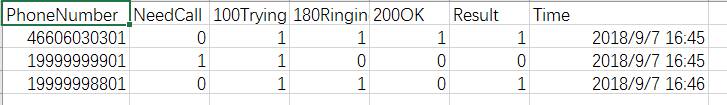 PhoneNumber NeedCall 100Trying 180Ringin 200OK Result Time
46606030301 0 1 1 1 1 2018/9/7 16:45
19999999901 1 1 0 0 0 2018/9/7 16:45
19999998801 0 1 1 0 1 2018/9/7 16:46